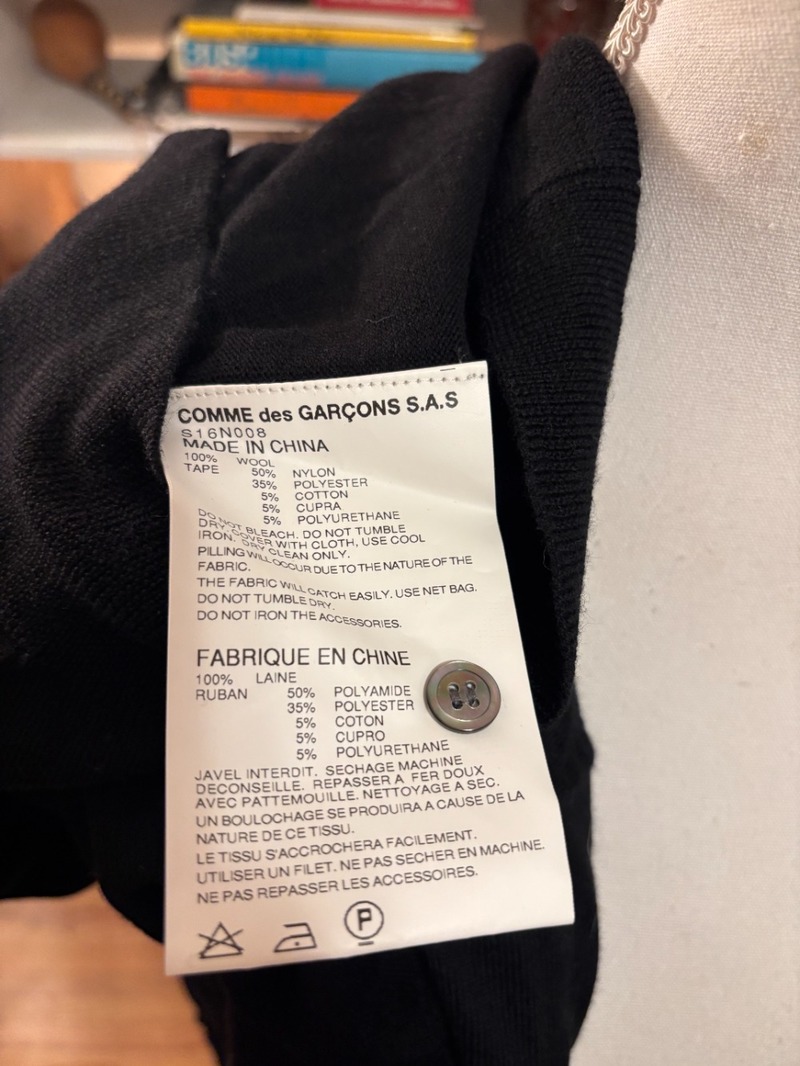 COMME des GARÇONS S.A.S
S16N008
MADE IN CHINA
100% WOOL
TAPE 50% NYLON
35% POLYESTER
5% COTTON
5% CUPRA
5% POLYURETHANE
DO NOT BLEACH. DO NOT TUMBLE
DRY. COVER WITH CLOTH, USE COOL
IRON. DRY CLEAN ONLY.
PILLING WILL OCCUR DUE TO THE NATURE OF THE
FABRIC.
THE FABRIC WILL CATCH EASILY. USE NET BAG.
DO NOT TUMBLE DRY.
DO NOT IRON THE ACCESSORIES.
FABRIQUE EN CHINE
100% LAINE
RUBAN 50% POLYAMIDE
35% POLYESTER
5% COTON
5% CUPRO
5% POLYURETHANE
JAVEL INTERDIT. SECHAGE MACHINE
DECONSEILLE. REPASSER A FER DOUX
AVEC PATTEMOUILLE. NETTOYAGE A SEC.
UN BOULOCHAGE SE PRODUIRA A CAUSE DE LA
NATURE DE CE TISSU.
LE TISSU S'ACCROCHERA FACILEMENT.
UTILISER UN FILET. NE PAS SECHER EN MACHINE.
NE PAS REPASSER LES ACCESSOIRES.
P